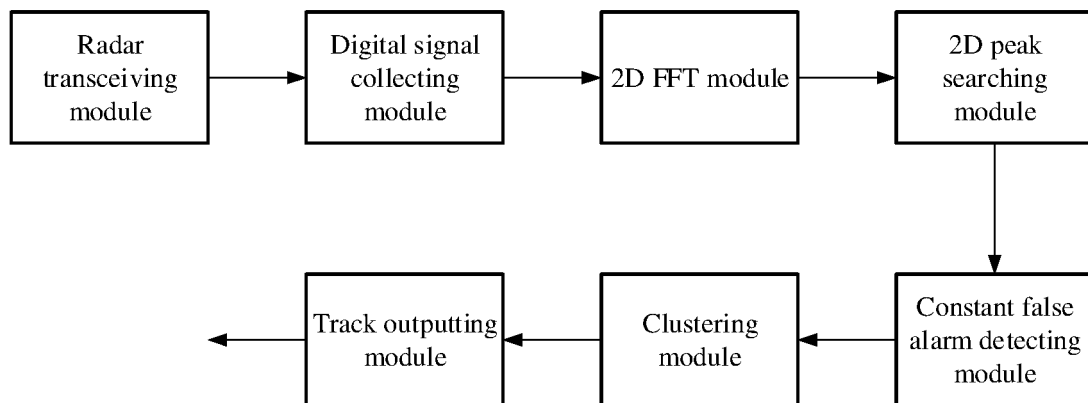 Radar
transceiving
module
Digital signal
collecting
module
2D FFT module
2D peak
searching
module
Constant false
alarm detecting
module
Clustering
module
Track outputting
module